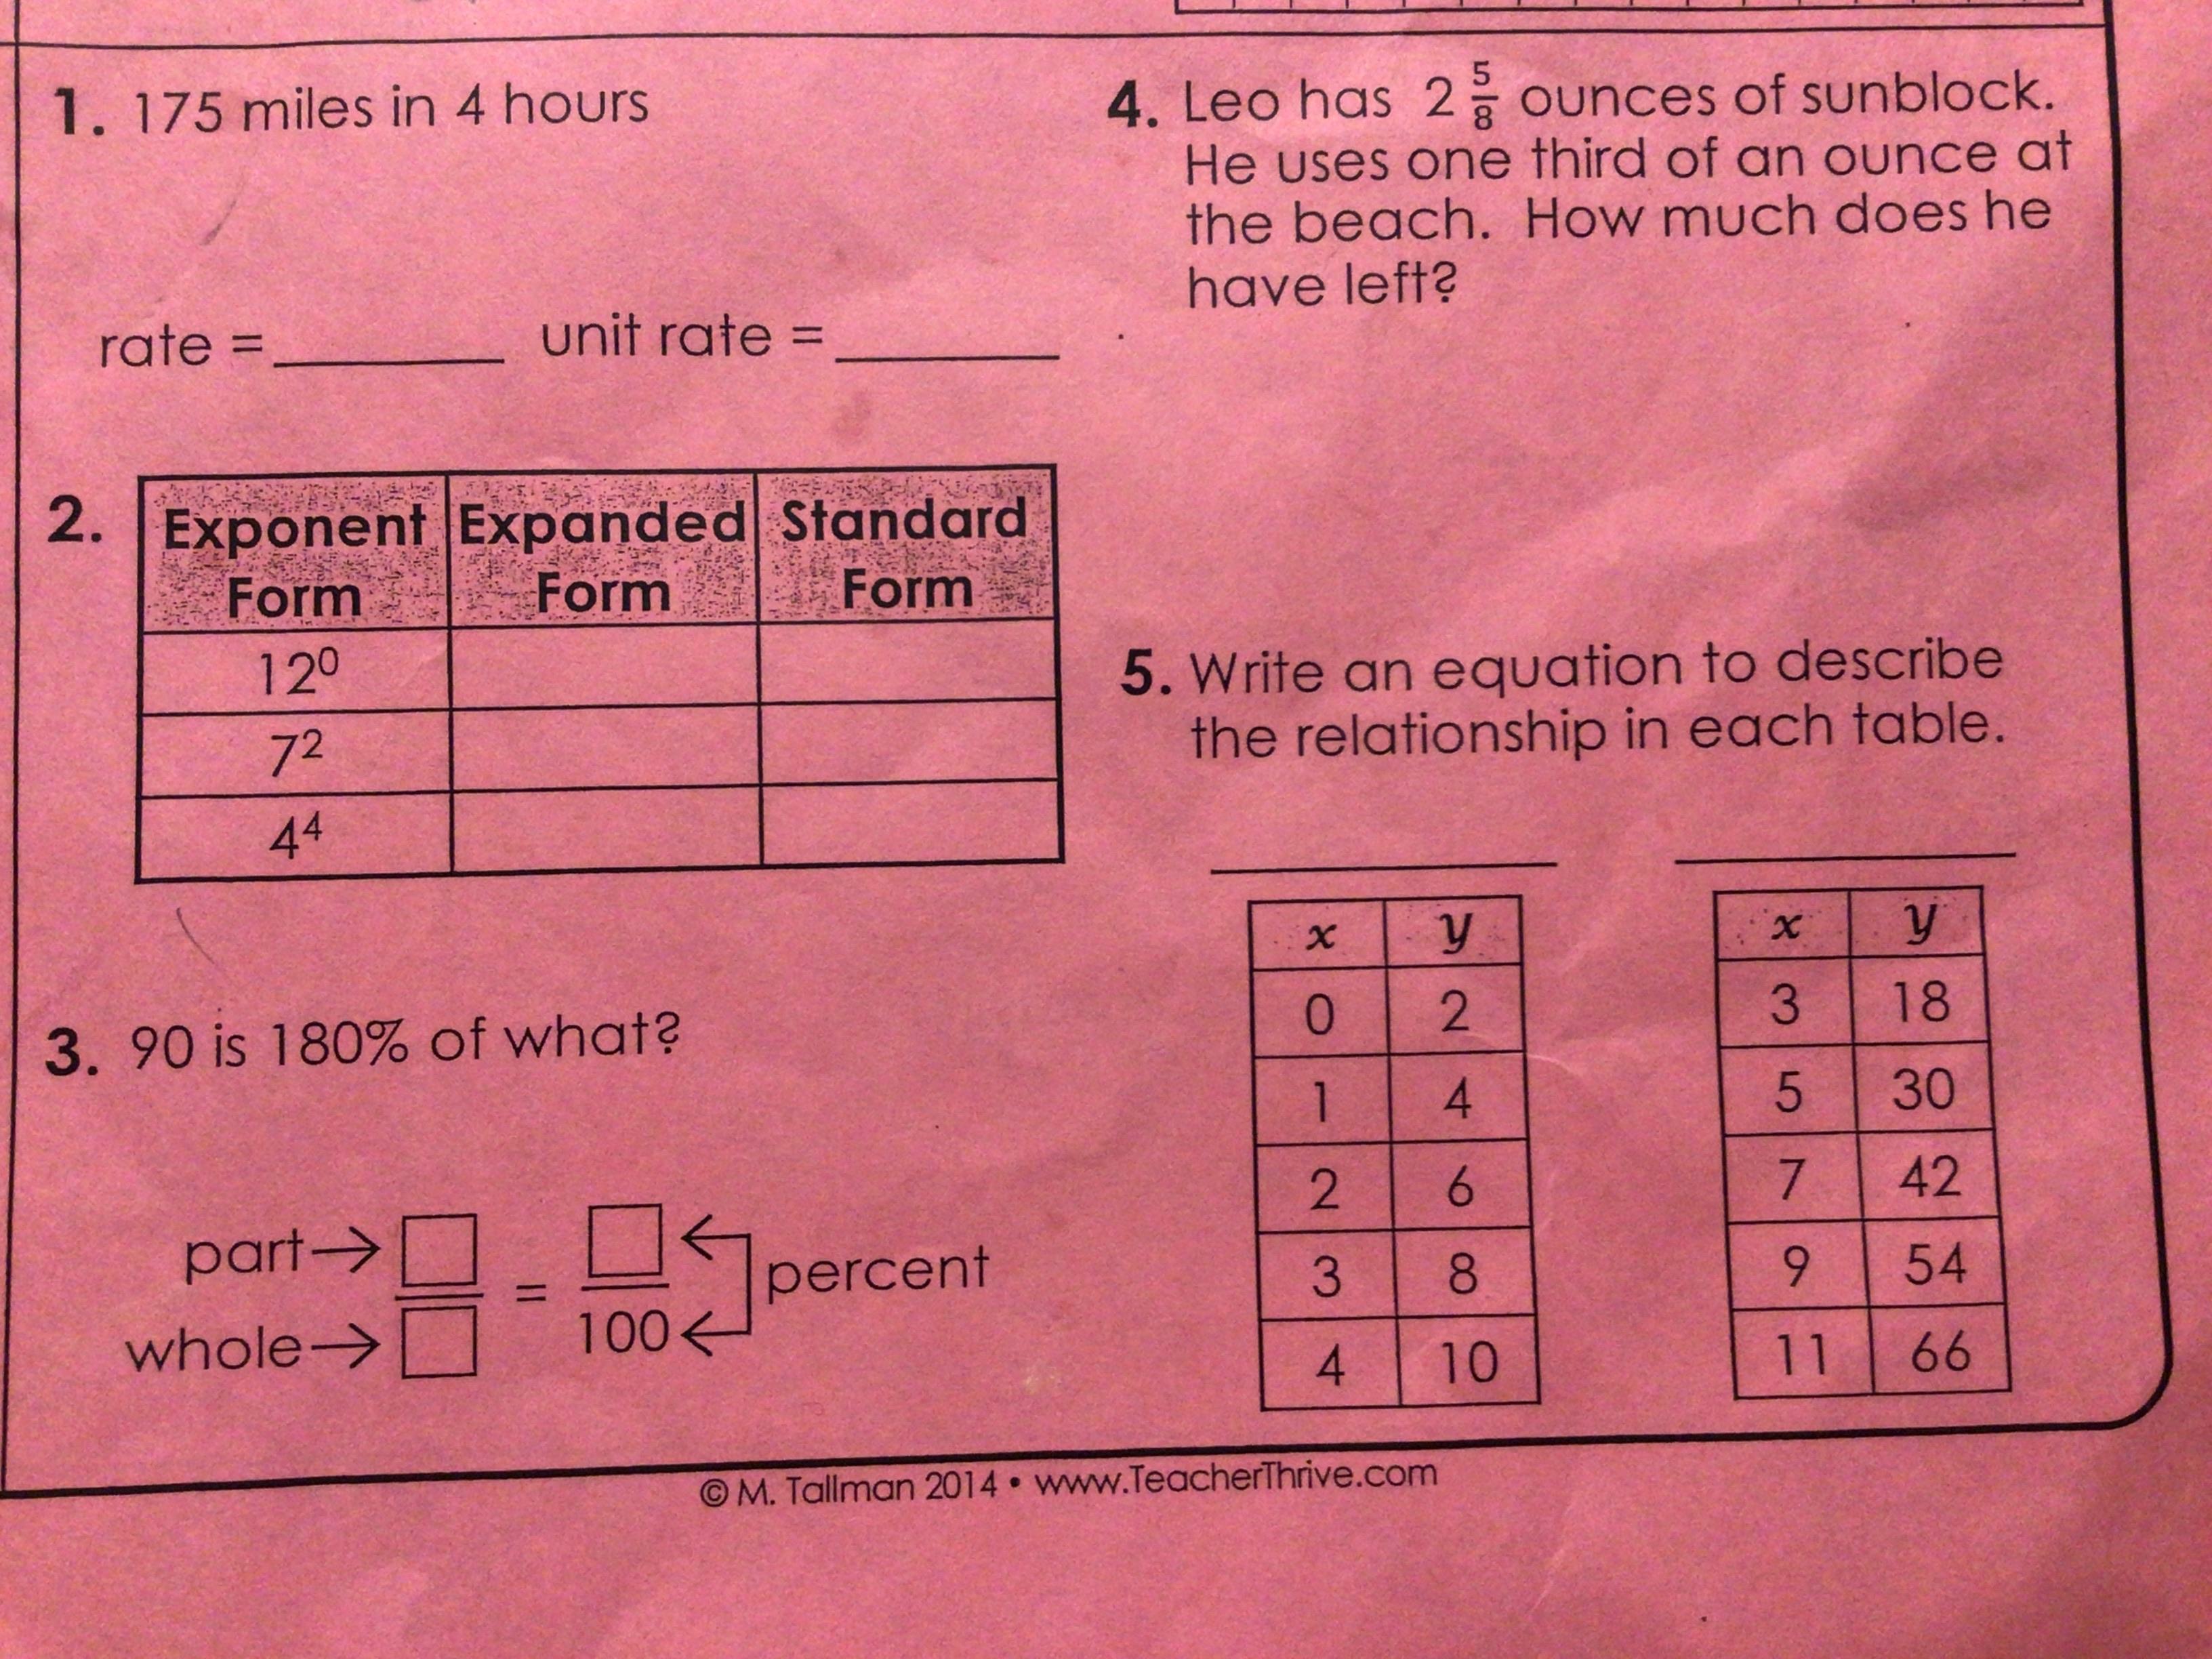 1. 175 miles in 4 hours
rate = ______ unit rate = ______
2.
Exponent Form | Expanded Form | Standard Form
12⁰
7²
4⁴
3. 90 is 180% of what?
part→ □ = □ ← percent
whole→ □ 100 ←
4. Leo has 2 5/8 ounces of sunblock.
He uses one third of an ounce at
the beach. How much does he
have left?
5. Write an equation to describe
the relationship in each table.
x y
0 2
1 4
2 6
3 8
4 10
x y
3 18
5 30
7 42
9 54
11 66
© M. Tallman 2014 • www.TeacherThrive.com